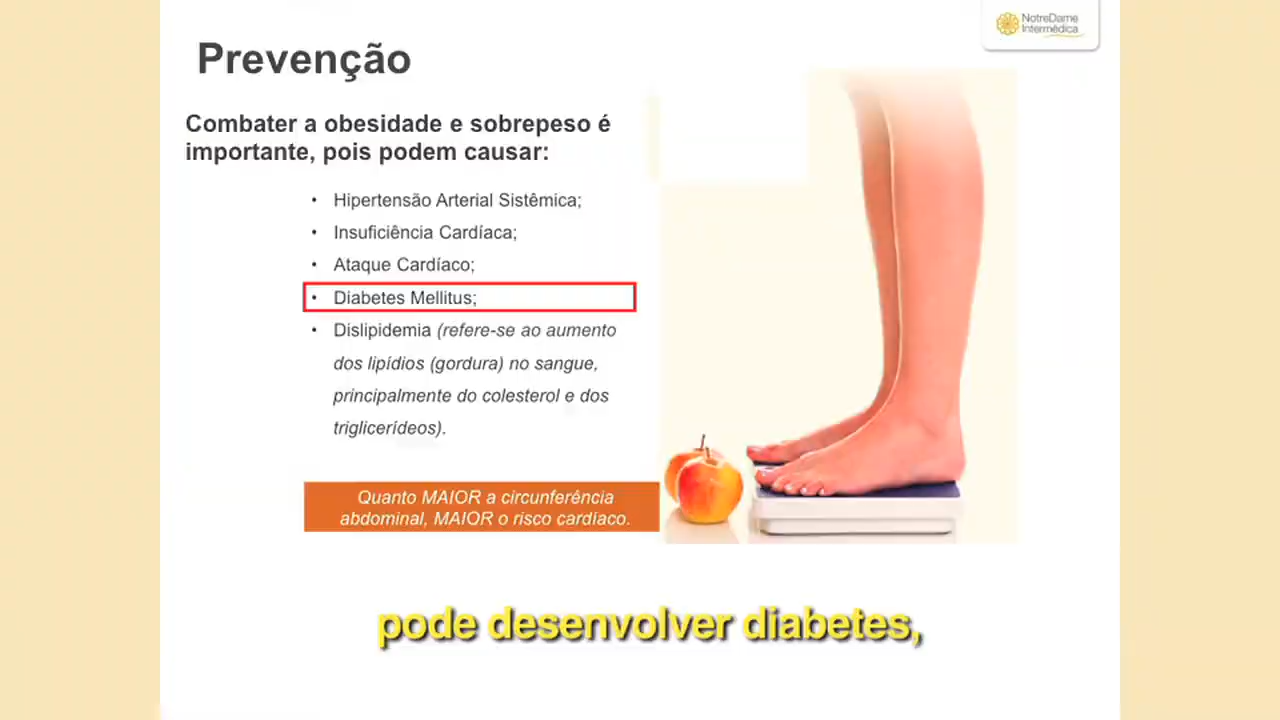 NotreDame
Intermédica
Prevenção
Combater a obesidade e sobrepeso é
importante, pois podem causar:
• Hipertensão Arterial Sistêmica;
• Insuficiência Cardíaca;
• Ataque Cardíaco;
• Diabetes Mellitus;
• Dislipidemia (refere-se ao aumento
dos lipídios (gordura) no sangue,
principalmente do colesterol e dos
triglicerídeos).
Quanto MAIOR a circunferência
abdominal, MAIOR o risco cardíaco.
pode desenvolver diabetes,